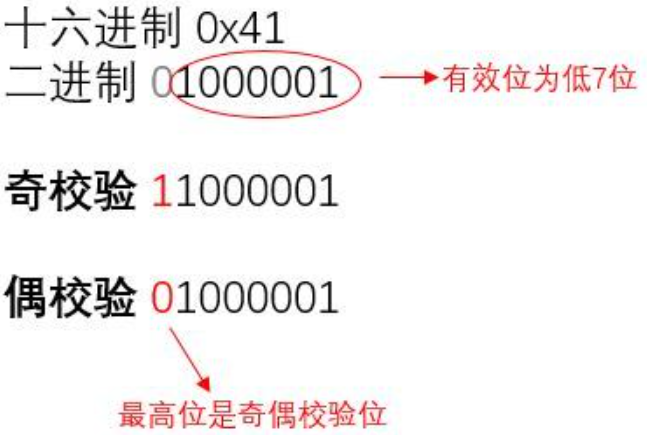 十六进制 0x41
二进制 01000001 有效位为低7位
奇校验 11000001
偶校验 01000001
最高位是奇偶校验位